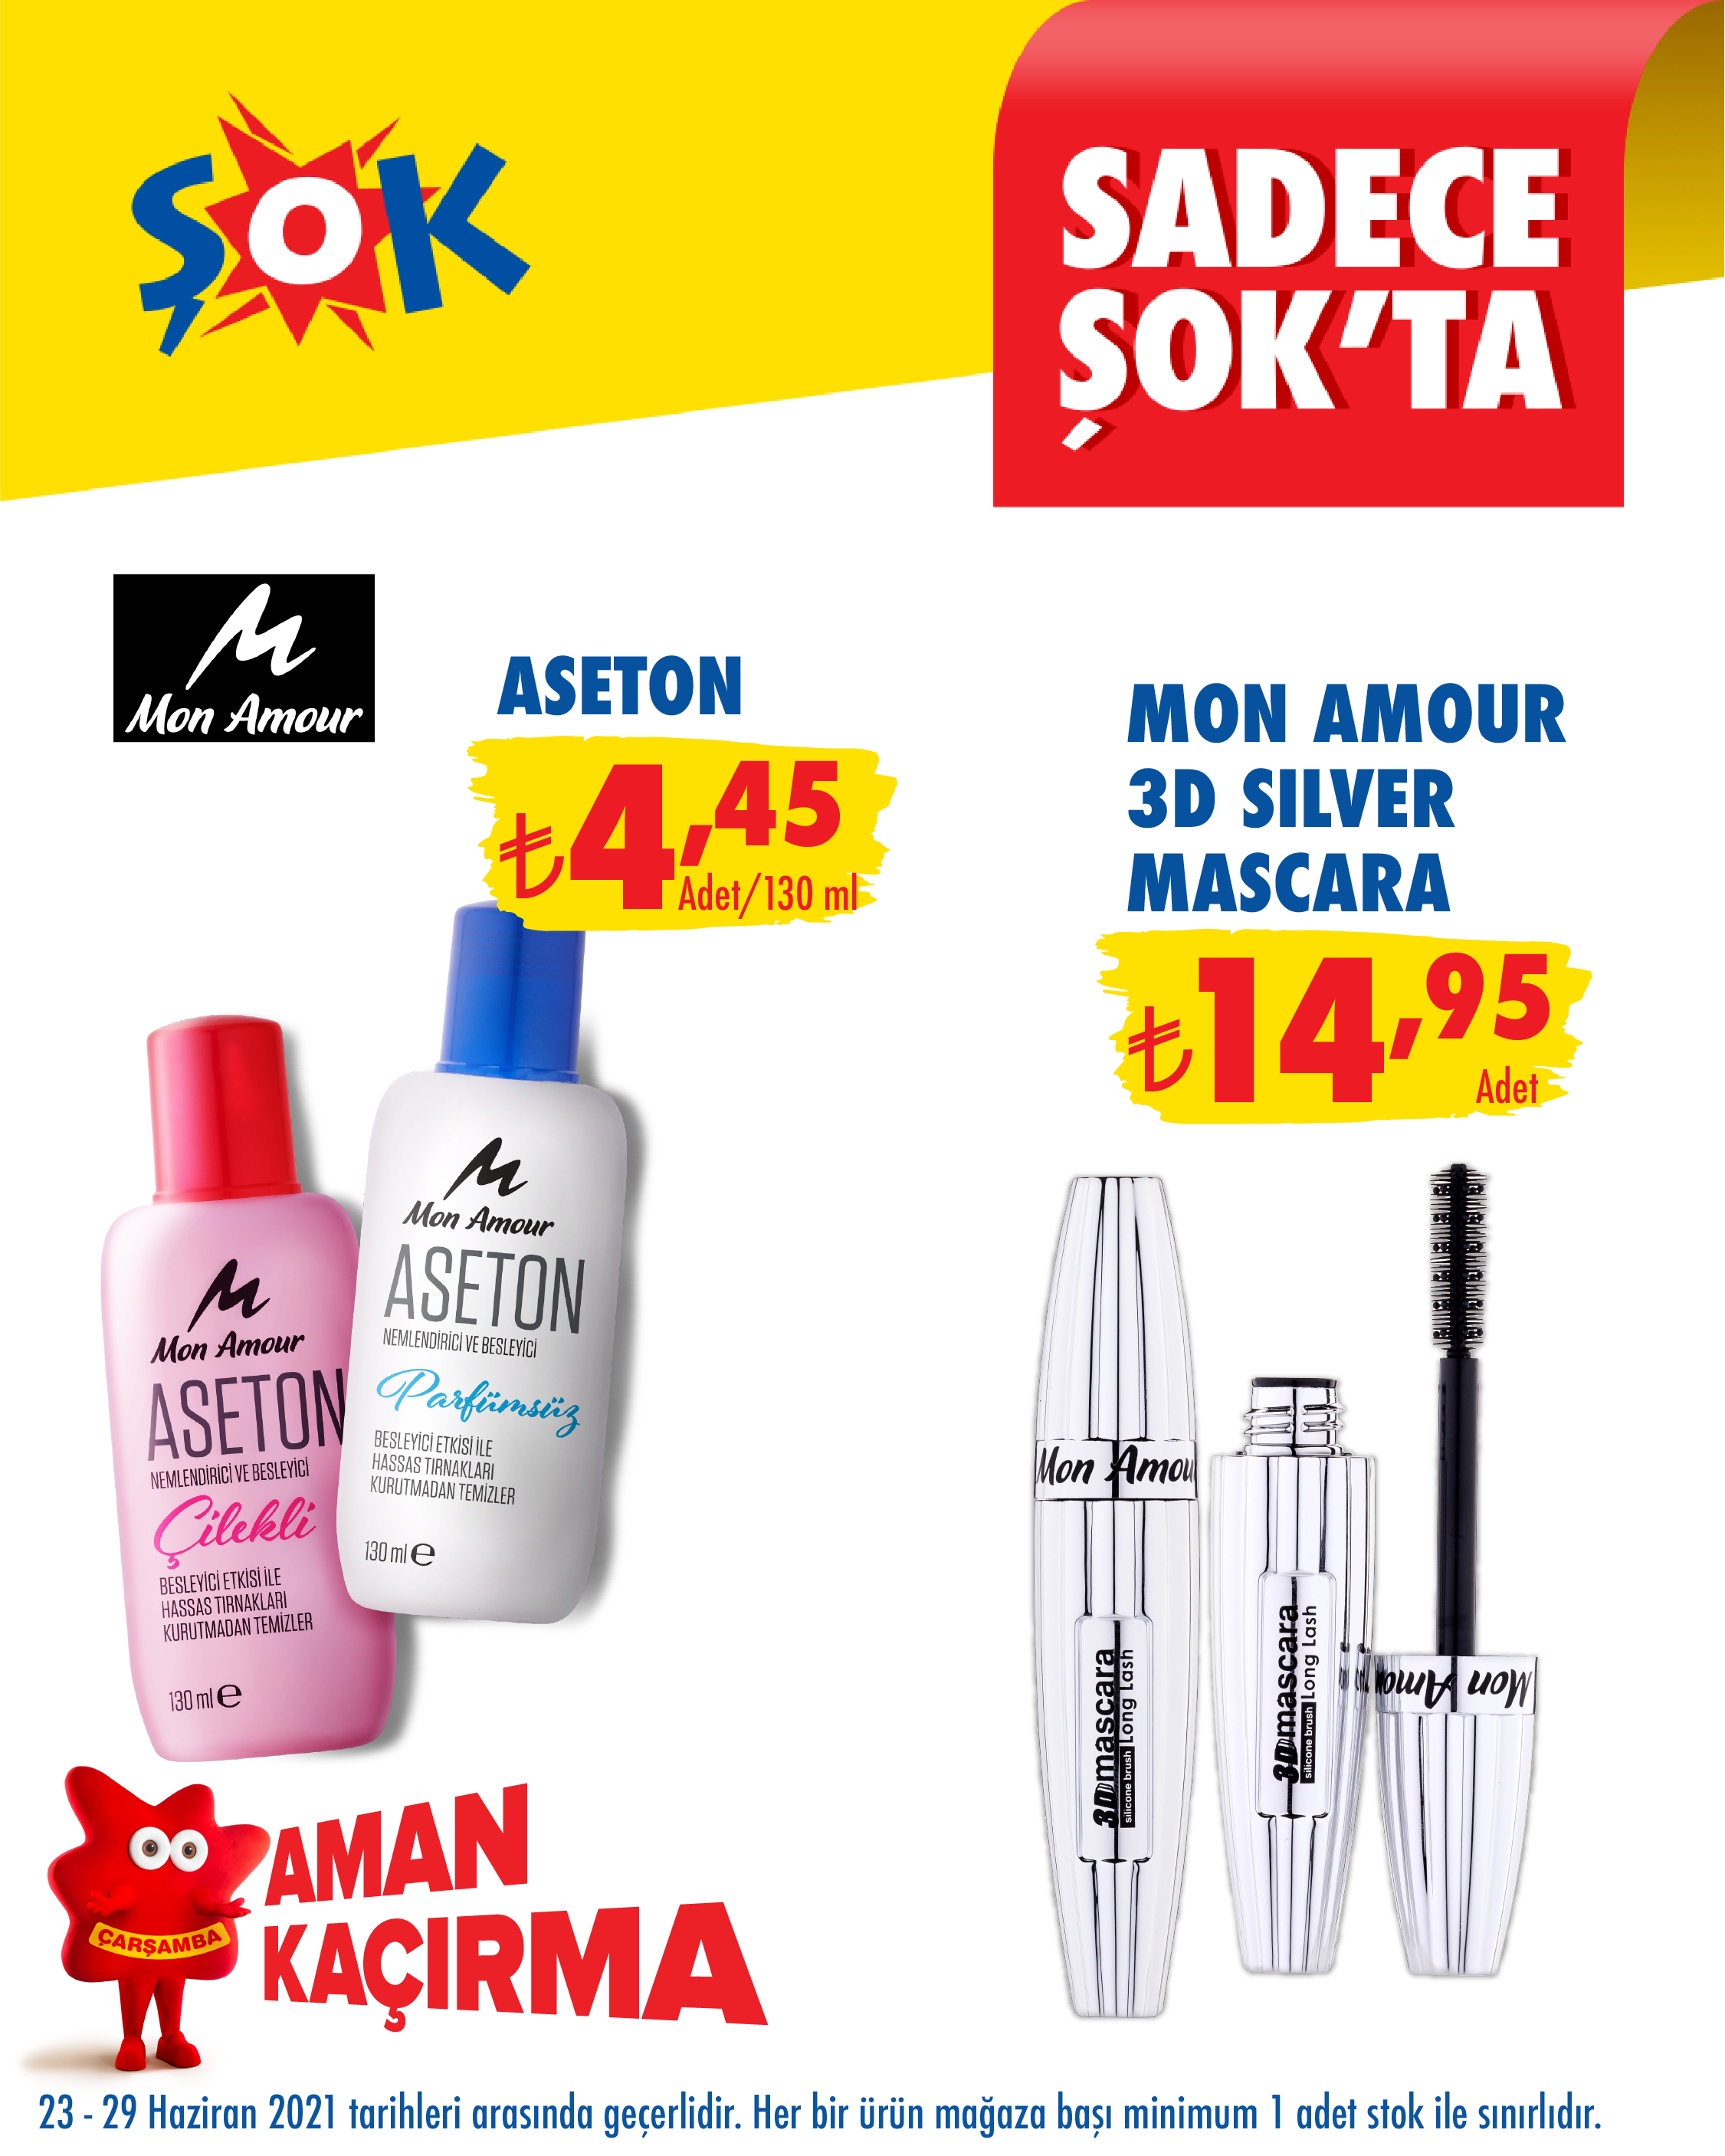 ŞOK
SADECE
ŞOK'TA
M
Mon Amour
ASETON
₺4,45
Adet/130 ml
MON AMOUR
3D SILVER
MASCARA
₺14,95
Adet
M
Mon Amour
ASETON
NEMLENDİRİCİ VE BESLEYİCİ
Parfümsüz
BESLEYİCİ ETKİSİ İLE
HASSAS TIRNAKLARI
KURUTMADAN TEMİZLER
130 ml e
M
Mon Amour
ASETON
NEMLENDİRİCİ VE BESLEYİCİ
Çilekli
BESLEYİCİ ETKİSİ İLE
HASSAS TIRNAKLARI
KURUTMADAN TEMİZLER
130 ml e
Mon Amou
3D mascara
silicone brush Long Lash
3D mascara
silicone brush Long Lash
Mon Amou
ÇARŞAMBA
AMAN
KAÇIRMA
23 - 29 Haziran 2021 tarihleri arasında geçerlidir. Her bir ürün mağaza başı minimum 1 adet stok ile sınırlıdır.